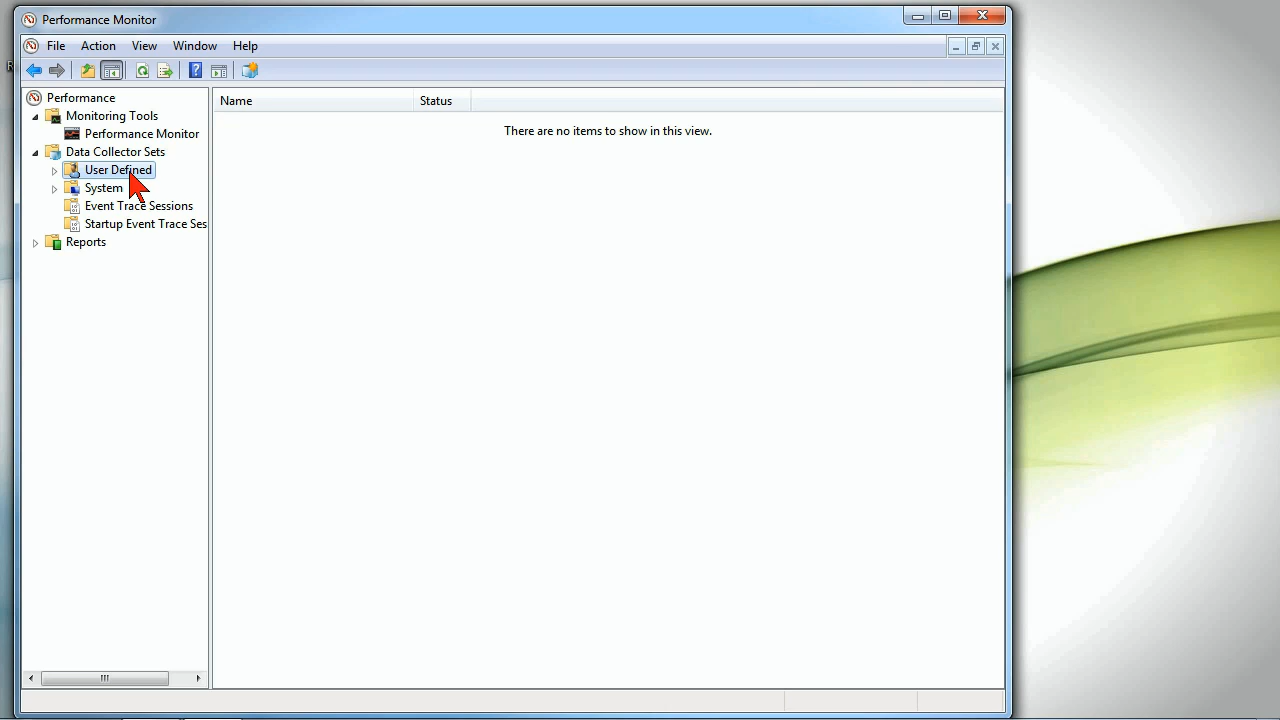 Performance Monitor
File Action View Window Help
Performance
Monitoring Tools
Performance Monitor
Data Collector Sets
User Defined
System
Event Trace Sessions
Startup Event Trace Ses
Reports
Name Status
There are no items to show in this view.